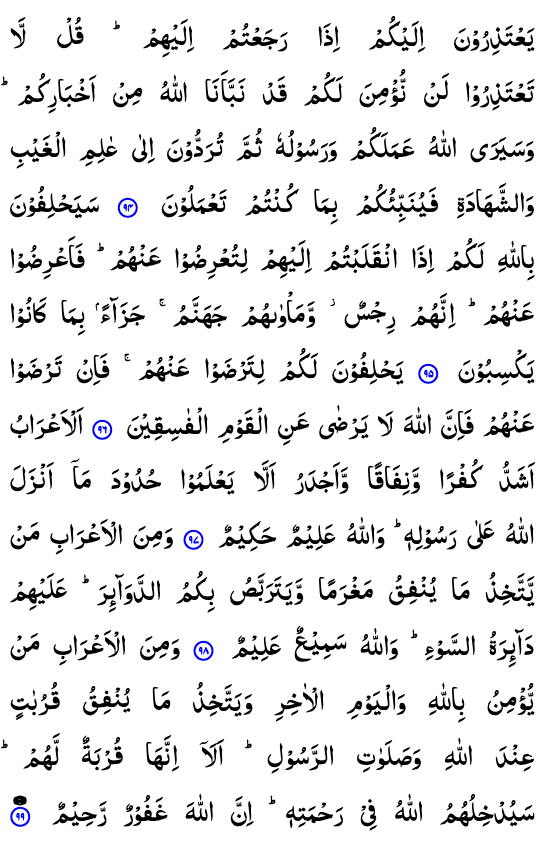 يَعۡتَذِرُوۡنَ اِلَيۡكُمۡ اِذَا رَجَعۡتُمۡ اِلَيۡهِمۡ‌ ؕ قُلْ لَّا
تَعۡتَذِرُوۡا لَنۡ نُّؤۡمِنَ لَـكُمۡ قَدۡ نَـبَّاَنَا اللّٰهُ مِنۡ اَخۡبَارِكُمۡ‌ ؕ
وَ سَيَرَى اللّٰهُ عَمَلَـكُمۡ وَرَسُوۡلُهٗ ثُمَّ تُرَدُّوۡنَ اِلٰى عٰلِمِ الۡغَيۡبِ
وَالشَّهَادَةِ فَيُنَبِّئُكُمۡ بِمَا كُنۡتُمۡ تَعۡمَلُوۡنَ ﴿۹۴﴾ سَيَحۡلِفُوۡنَ
بِاللّٰهِ لَـكُمۡ اِذَا انْقَلَبۡتُمۡ اِلَيۡهِمۡ لِتُعۡرِضُوۡا عَنۡهُمۡ‌ؕ فَاَعۡرِضُوۡا
عَنۡهُمۡ‌ؕ اِنَّهُمۡ رِجۡسٌ‌ ۫ وَّمَاۡوٰٮهُمۡ جَهَـنَّمُ‌ ۚ جَزَآءًۢ بِمَا كَانُوۡا
يَكۡسِبُوۡنَ ﴿۹۵﴾ يَحۡلِفُوۡنَ لَـكُمۡ لِتَرۡضَوۡا عَنۡهُمۡ‌ۚ فَاِنۡ تَرۡضَوۡا
عَنۡهُمۡ فَاِنَّ اللّٰهَ لَا يَرۡضٰى عَنِ الۡقَوۡمِ الۡفٰسِقِيۡنَ ﴿۹۶﴾ اَلۡاَعۡرَابُ
اَشَدُّ كُفۡرًا وَّ نِفَاقًا وَّاَجۡدَرُ اَلَّا يَعۡلَمُوۡا حُدُوۡدَ مَاۤ اَنۡزَلَ
اللّٰهُ عَلٰى رَسُوۡلِهٖ‌ؕ وَاللّٰهُ عَلِيۡمٌ حَكِيۡمٌ ﴿۹۷﴾ وَمِنَ الۡاَعۡرَابِ مَنۡ
يَّتَّخِذُ مَا يُنۡفِقُ مَغۡرَمًا وَّيَتَرَبَّصُ بِكُمُ الدَّوَآئِرَ‌ؕ عَلَيۡهِمۡ
دَآئِرَةُ السَّوۡءِ‌ؕ وَاللّٰهُ سَمِيۡعٌ عَلِيۡمٌ ﴿۹۸﴾ وَمِنَ الۡاَعۡرَابِ مَنۡ
يُّؤۡمِنُ بِاللّٰهِ وَالۡيَوۡمِ الۡاٰخِرِ وَيَتَّخِذُ مَا يُنۡفِقُ قُرُبٰتٍ
عِنۡدَ اللّٰهِ وَصَلَوٰتِ الرَّسُوۡلِ‌ؕ اَلَاۤ اِنَّهَا قُرۡبَةٌ لَّهُمۡ‌ؕ
سَيُدۡخِلُهُمُ اللّٰهُ فِىۡ رَحۡمَتِهٖ‌ ؕ اِنَّ اللّٰهَ غَفُوۡرٌ رَّحِيۡمٌ ﴿۹۹﴾